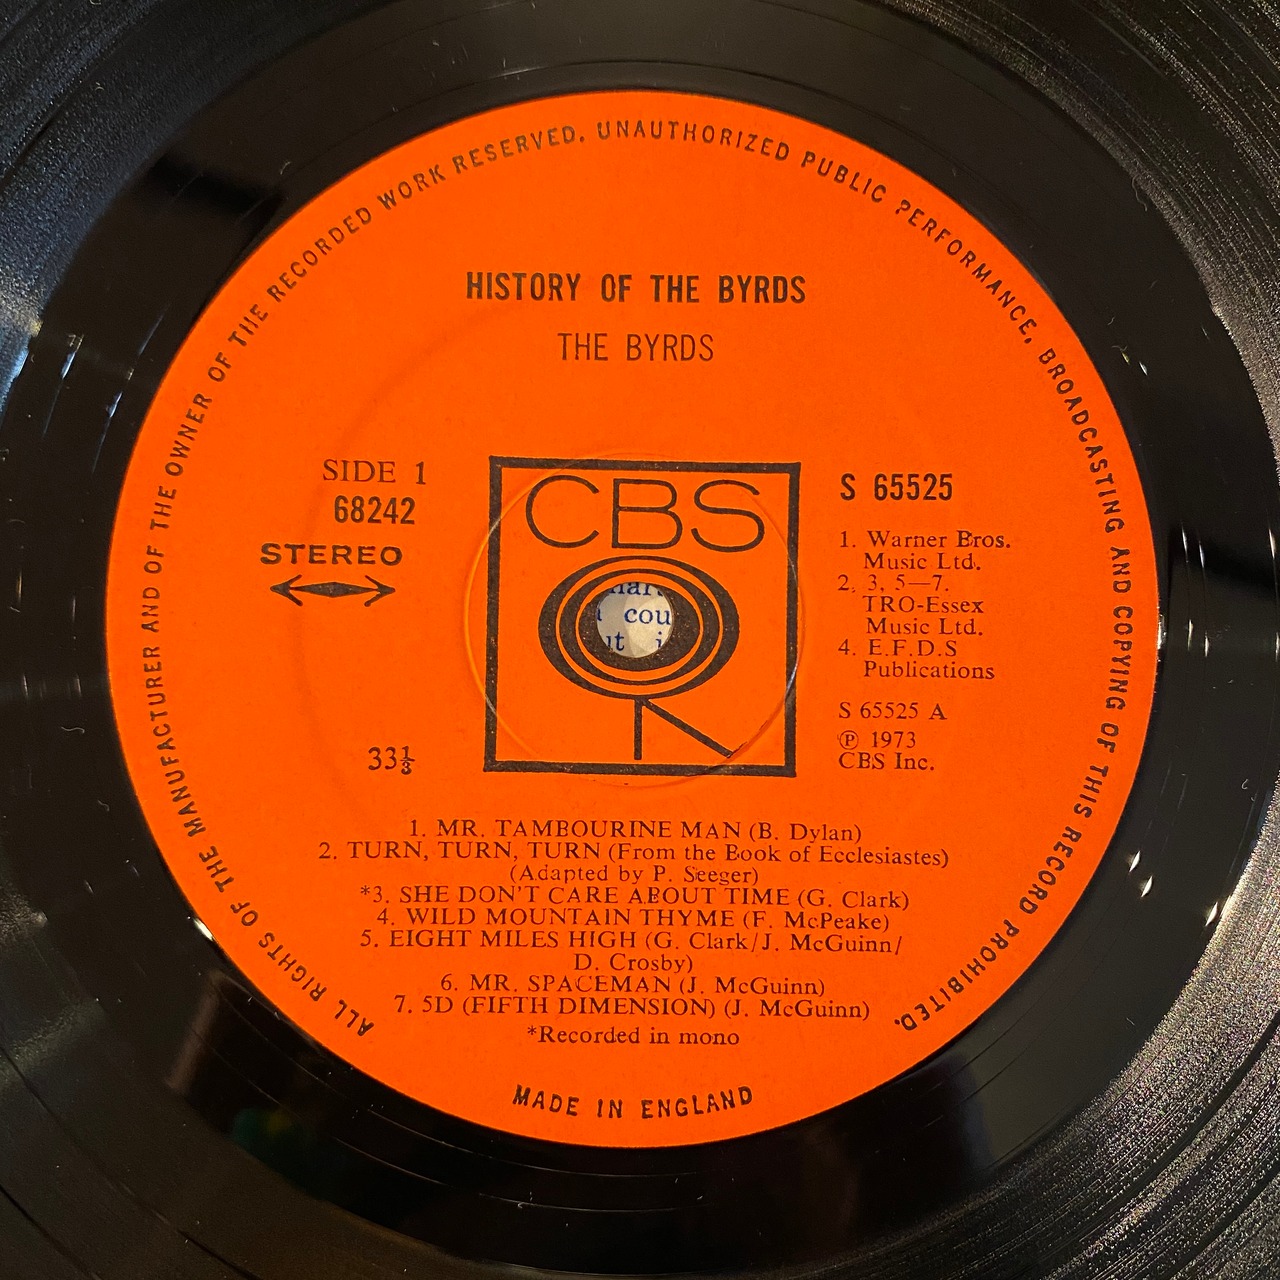 ALL RIGHTS OF THE MANUFACTURER AND OF THE OWNER OF THE RECORDED WORK RESERVED. UNAUTHORIZED PUBLIC PERFORMANCE, BROADCASTING AND COPYING OF THIS RECORD PROHIBITED.
HISTORY OF THE BYRDS
THE BYRDS
SIDE 1
68242
STEREO
33⅓
CBS
cou
S 65525
1. Warner Bros.
Music Ltd.
2, 3, 5—7.
TRO-Essex
Music Ltd.
4. E.F.D.S
Publications
S 65525 A
℗ 1973
CBS Inc.
1. MR. TAMBOURINE MAN (B. Dylan)
2. TURN, TURN, TURN (From the Book of Ecclesiastes)
(Adapted by P. Seeger)
*3. SHE DON'T CARE ABOUT TIME (G. Clark)
4. WILD MOUNTAIN THYME (F. McPeake)
5. EIGHT MILES HIGH (G. Clark/J. McGuinn/
D. Crosby)
6. MR. SPACEMAN (J. McGuinn)
7. 5D (FIFTH DIMENSION) (J. McGuinn)
*Recorded in mono
MADE IN ENGLAND